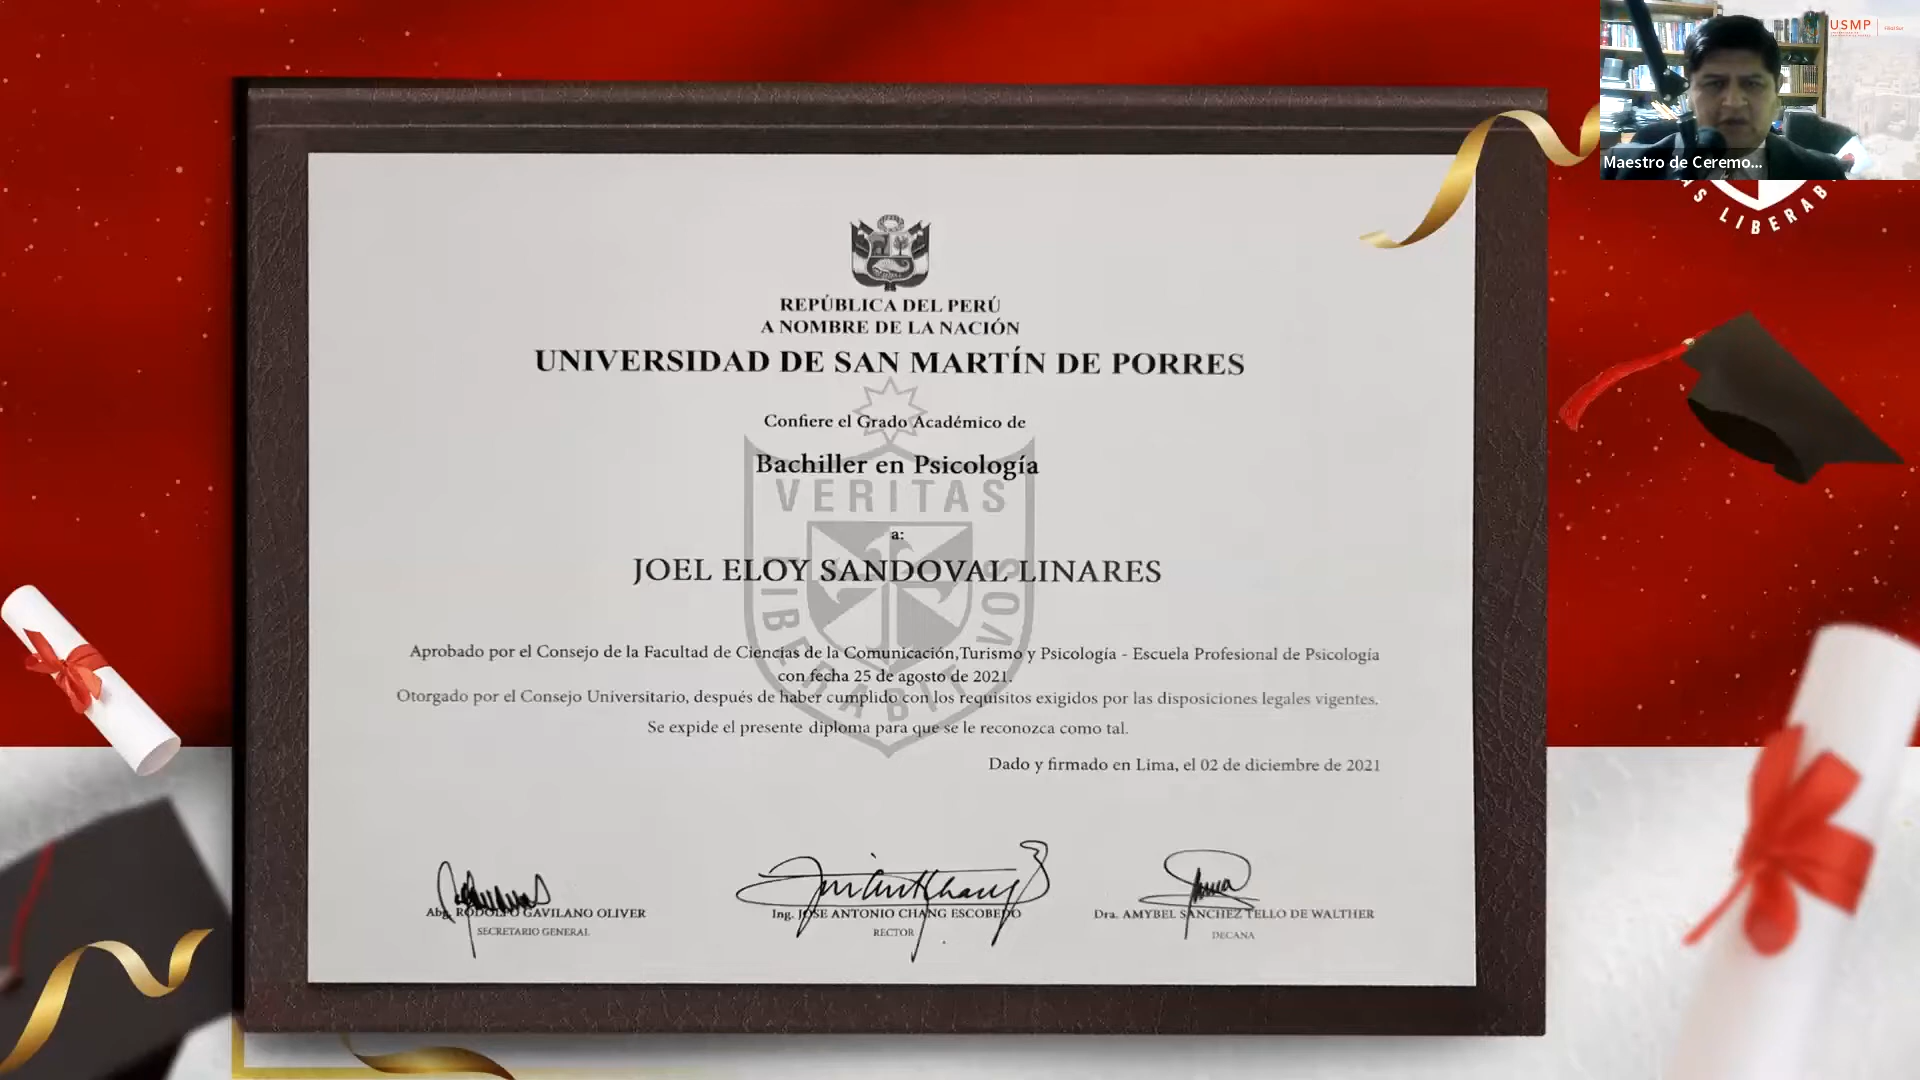 USMP
Maestro de Ceremo...
LIBERAB
REPÚBLICA DEL PERÚ
A NOMBRE DE LA NACIÓN
UNIVERSIDAD DE SAN MARTÍN DE PORRES
Confiere el Grado Académico de
Bachiller en Psicología
VERITAS
a:
JOEL ELOY SANDOVAL LINARES
LIBERABIT VOS
Aprobado por el Consejo de la Facultad de Ciencias de la Comunicación,Turismo y Psicología - Escuela Profesional de Psicología
con fecha 25 de agosto de 2021.
Otorgado por el Consejo Universitario, después de haber cumplido con los requisitos exigidos por las disposiciones legales vigentes.
Se expide el presente diploma para que se le reconozca como tal.
Dado y firmado en Lima, el 02 de diciembre de 2021
Abg. RODOLFO GAVILANO OLIVER
SECRETARIO GENERAL
Ing. JOSE ANTONIO CHANG ESCOBEDO
RECTOR
Dra. AMYBEL SANCHEZ TELLO DE WALTHER
DECANA